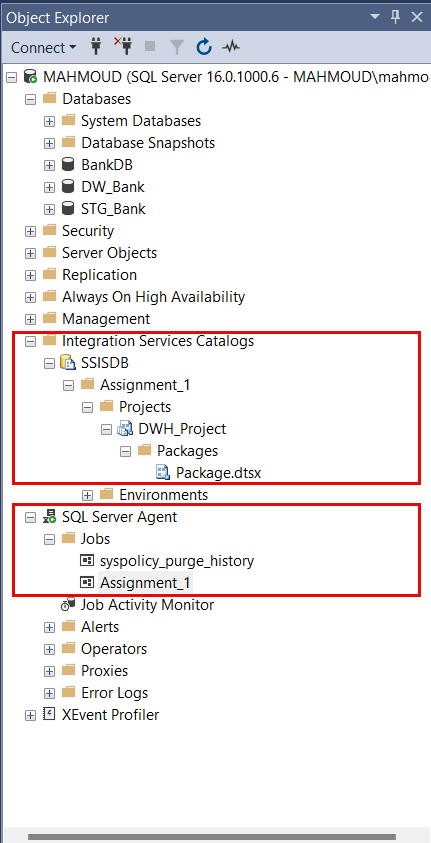 Object Explorer
Connect
MAHMOUD (SQL Server 16.0.1000.6 - MAHMOUD\mahmo
Databases
System Databases
Database Snapshots
BankDB
DW_Bank
STG_Bank
Security
Server Objects
Replication
Always On High Availability
Management
Integration Services Catalogs
SSISDB
Assignment_1
Projects
DWH_Project
Packages
Package.dtsx
Environments
SQL Server Agent
Jobs
syspolicy_purge_history
Assignment_1
Job Activity Monitor
Alerts
Operators
Proxies
Error Logs
XEvent Profiler